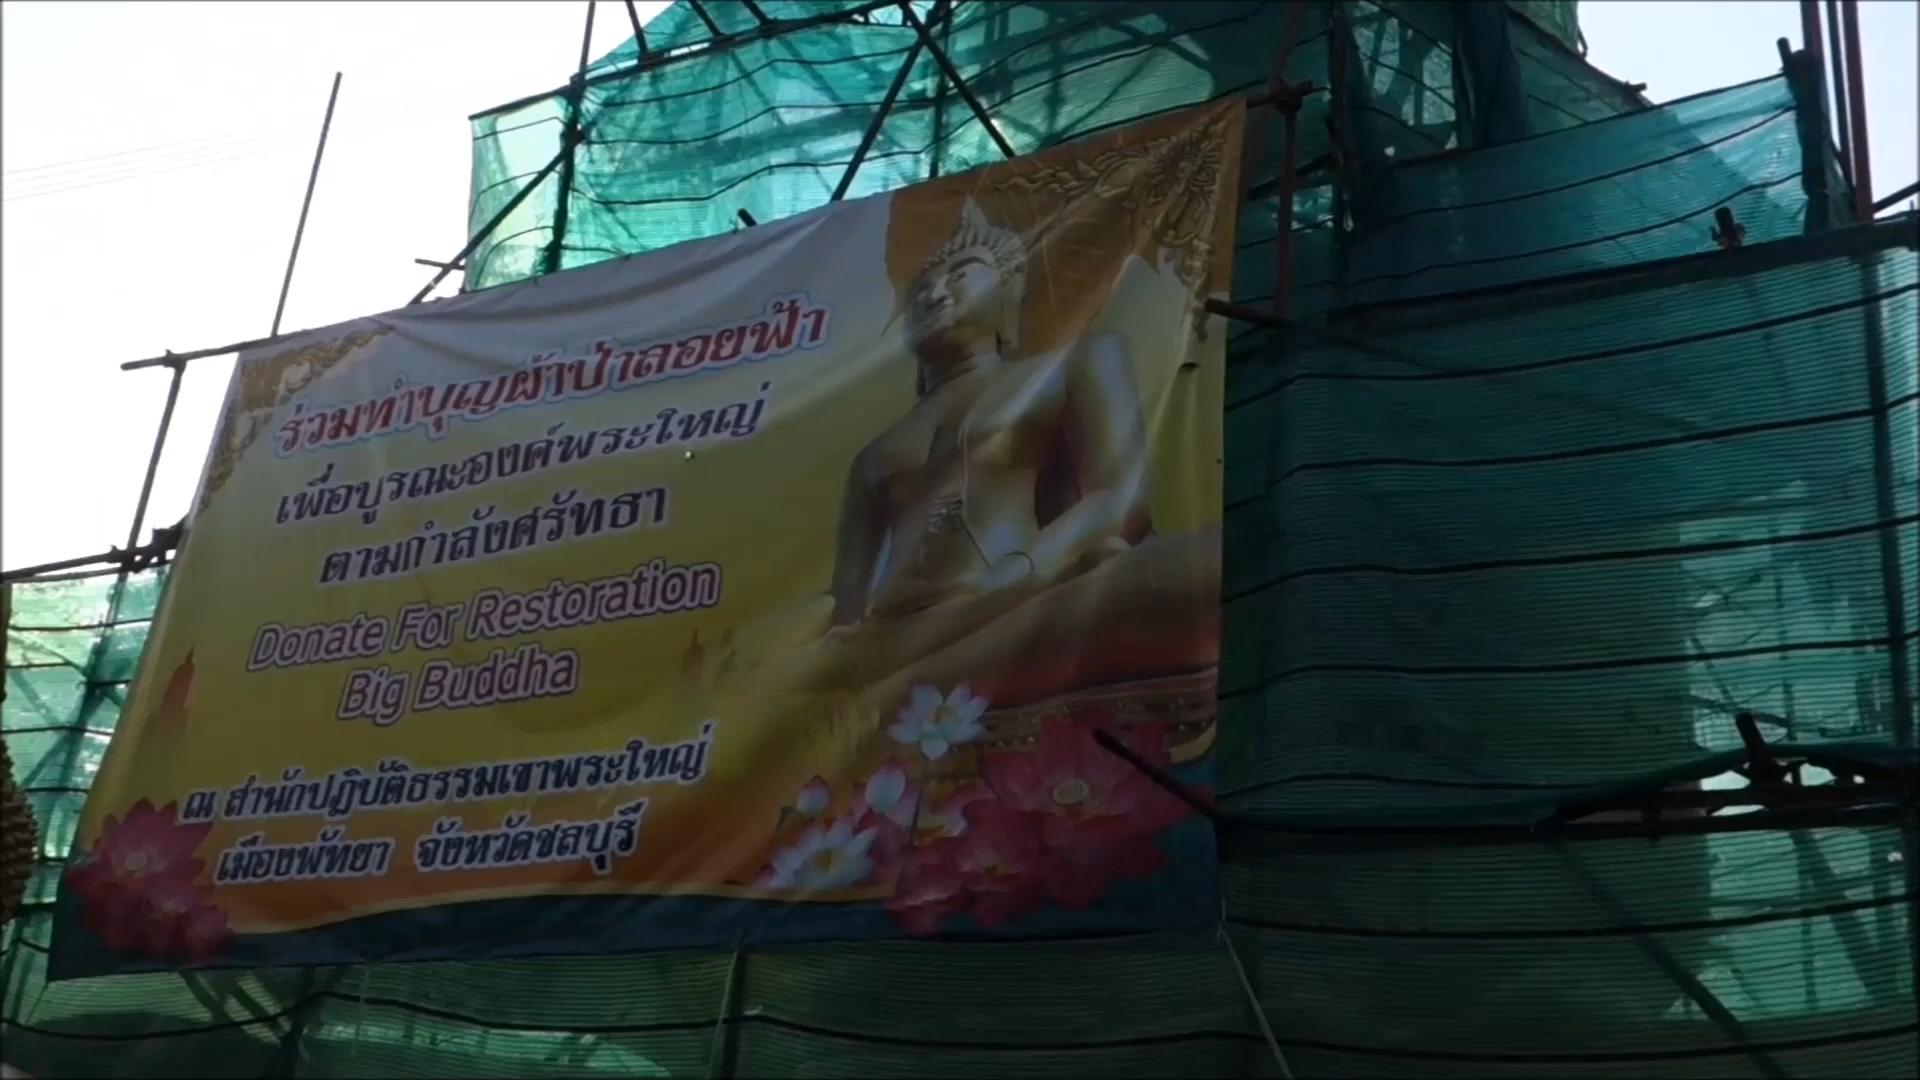 ร่วมทำบุญผ้าป่าลอยฟ้า
เพื่อบูรณะองค์พระใหญ่
ตามกำลังศรัทธา
Donate For Restoration
Big Buddha
ณ สำนักปฏิบัติธรรมเขาพระใหญ่
เมืองพัทยา จังหวัดชลบุรี